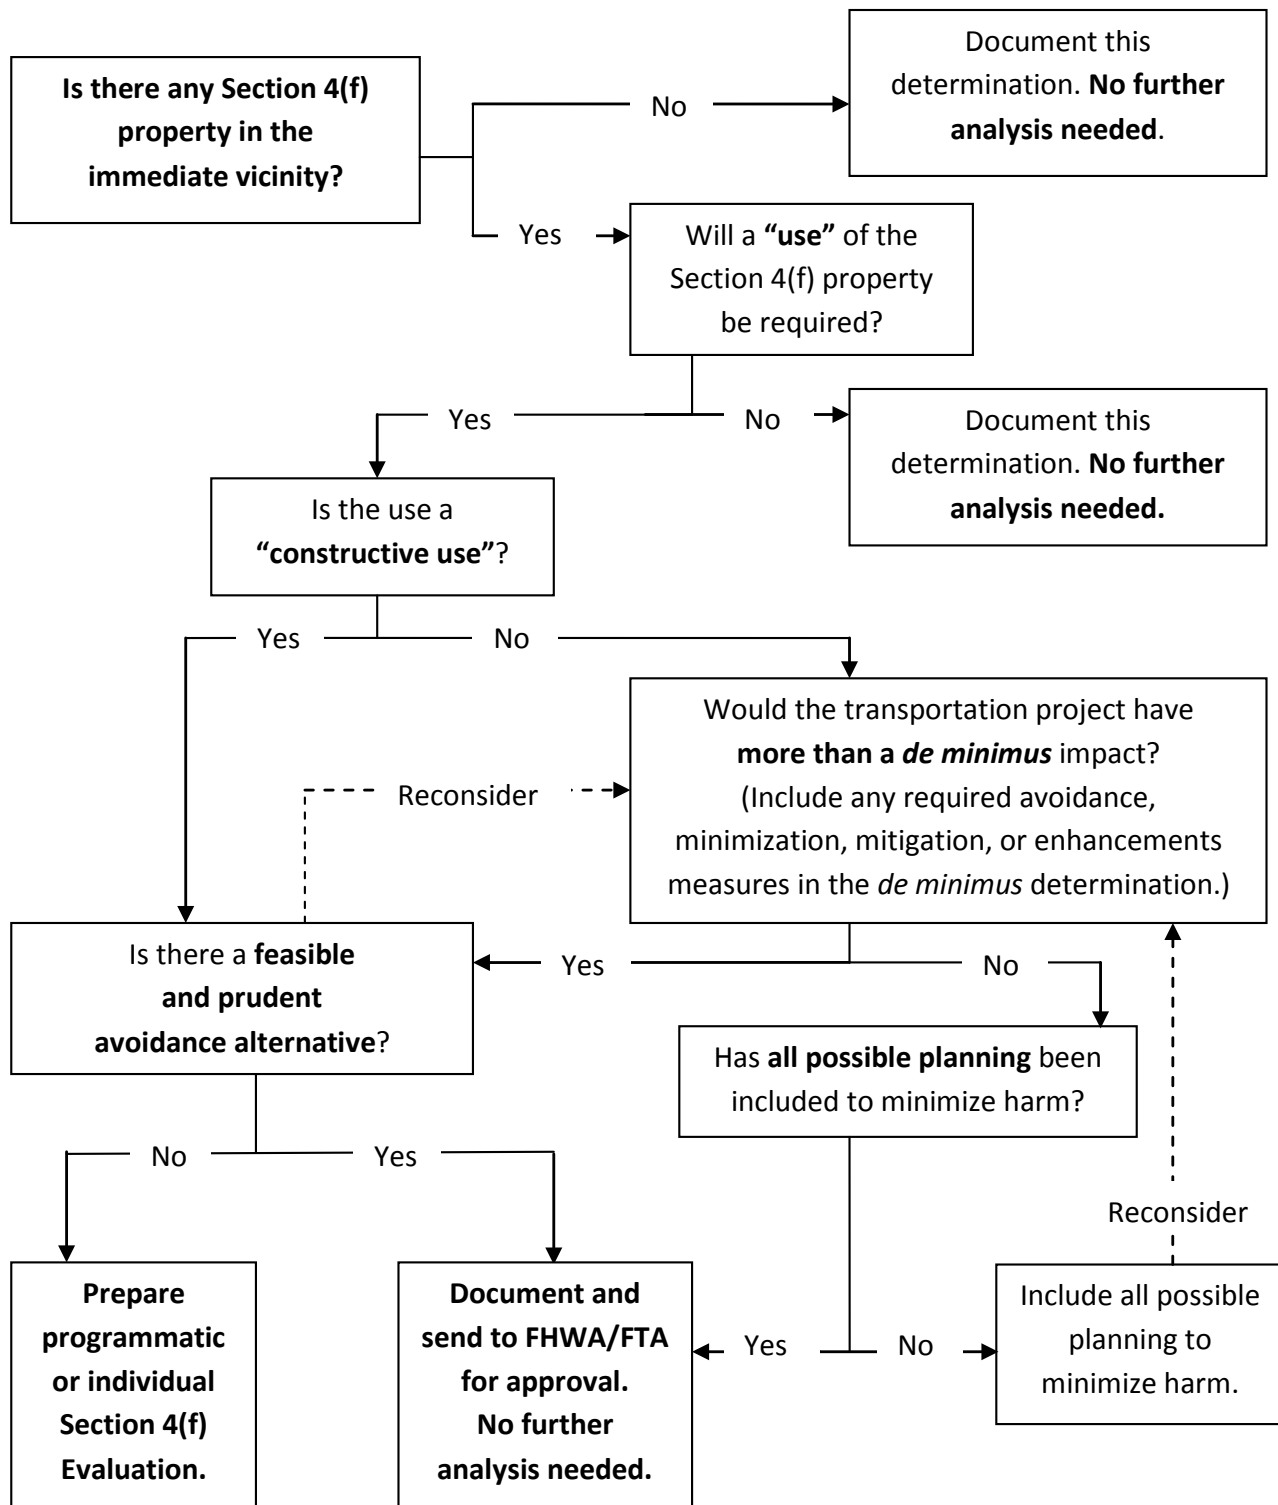 Is there any Section 4(f)
property in the
immediate vicinity?
No
Document this
determination. No further
analysis needed.
Yes
Will a “use” of the
Section 4(f) property
be required?
Yes
No
Document this
determination. No further
analysis needed.
Is the use a
“constructive use”?
Yes
No
Would the transportation project have
more than a de minimus impact?
(Include any required avoidance,
minimization, mitigation, or enhancements
measures in the de minimus determination.)
Reconsider
Is there a feasible
and prudent
avoidance alternative?
Yes
No
Has all possible planning been
included to minimize harm?
No
Yes
Reconsider
Prepare
programmatic
or individual
Section 4(f)
Evaluation.
Document and
send to FHWA/FTA
for approval.
No further
analysis needed.
Yes
No
Include all possible
planning to
minimize harm.